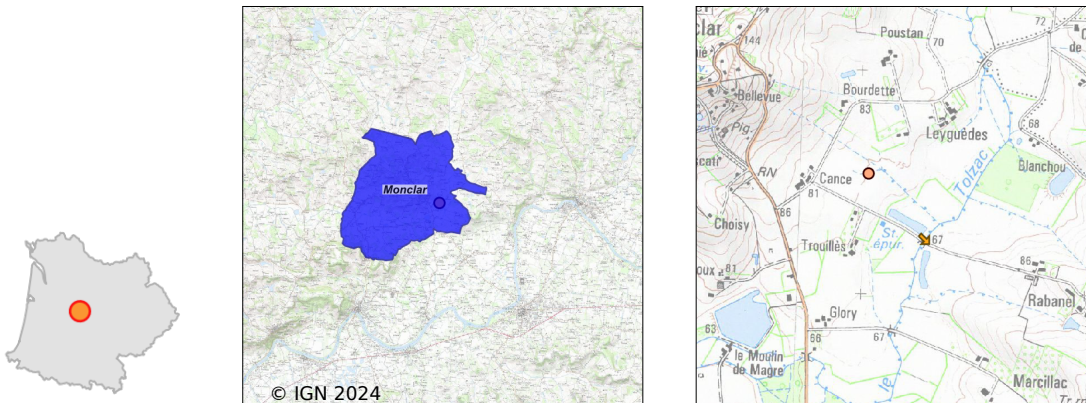 Monclar
© IGN 2024
clar
144
Poustan
70
72
Bellevue
Bourdette
83
Leyguèdes
68
Pig.
RN
Cance
81
Tolzac
Blanchou
86
Choisy
Trouillès
St.
épur.
67
86
81
Rabanel
Glory
63
66
67
le Moulin
de Magre
le
Marcillac